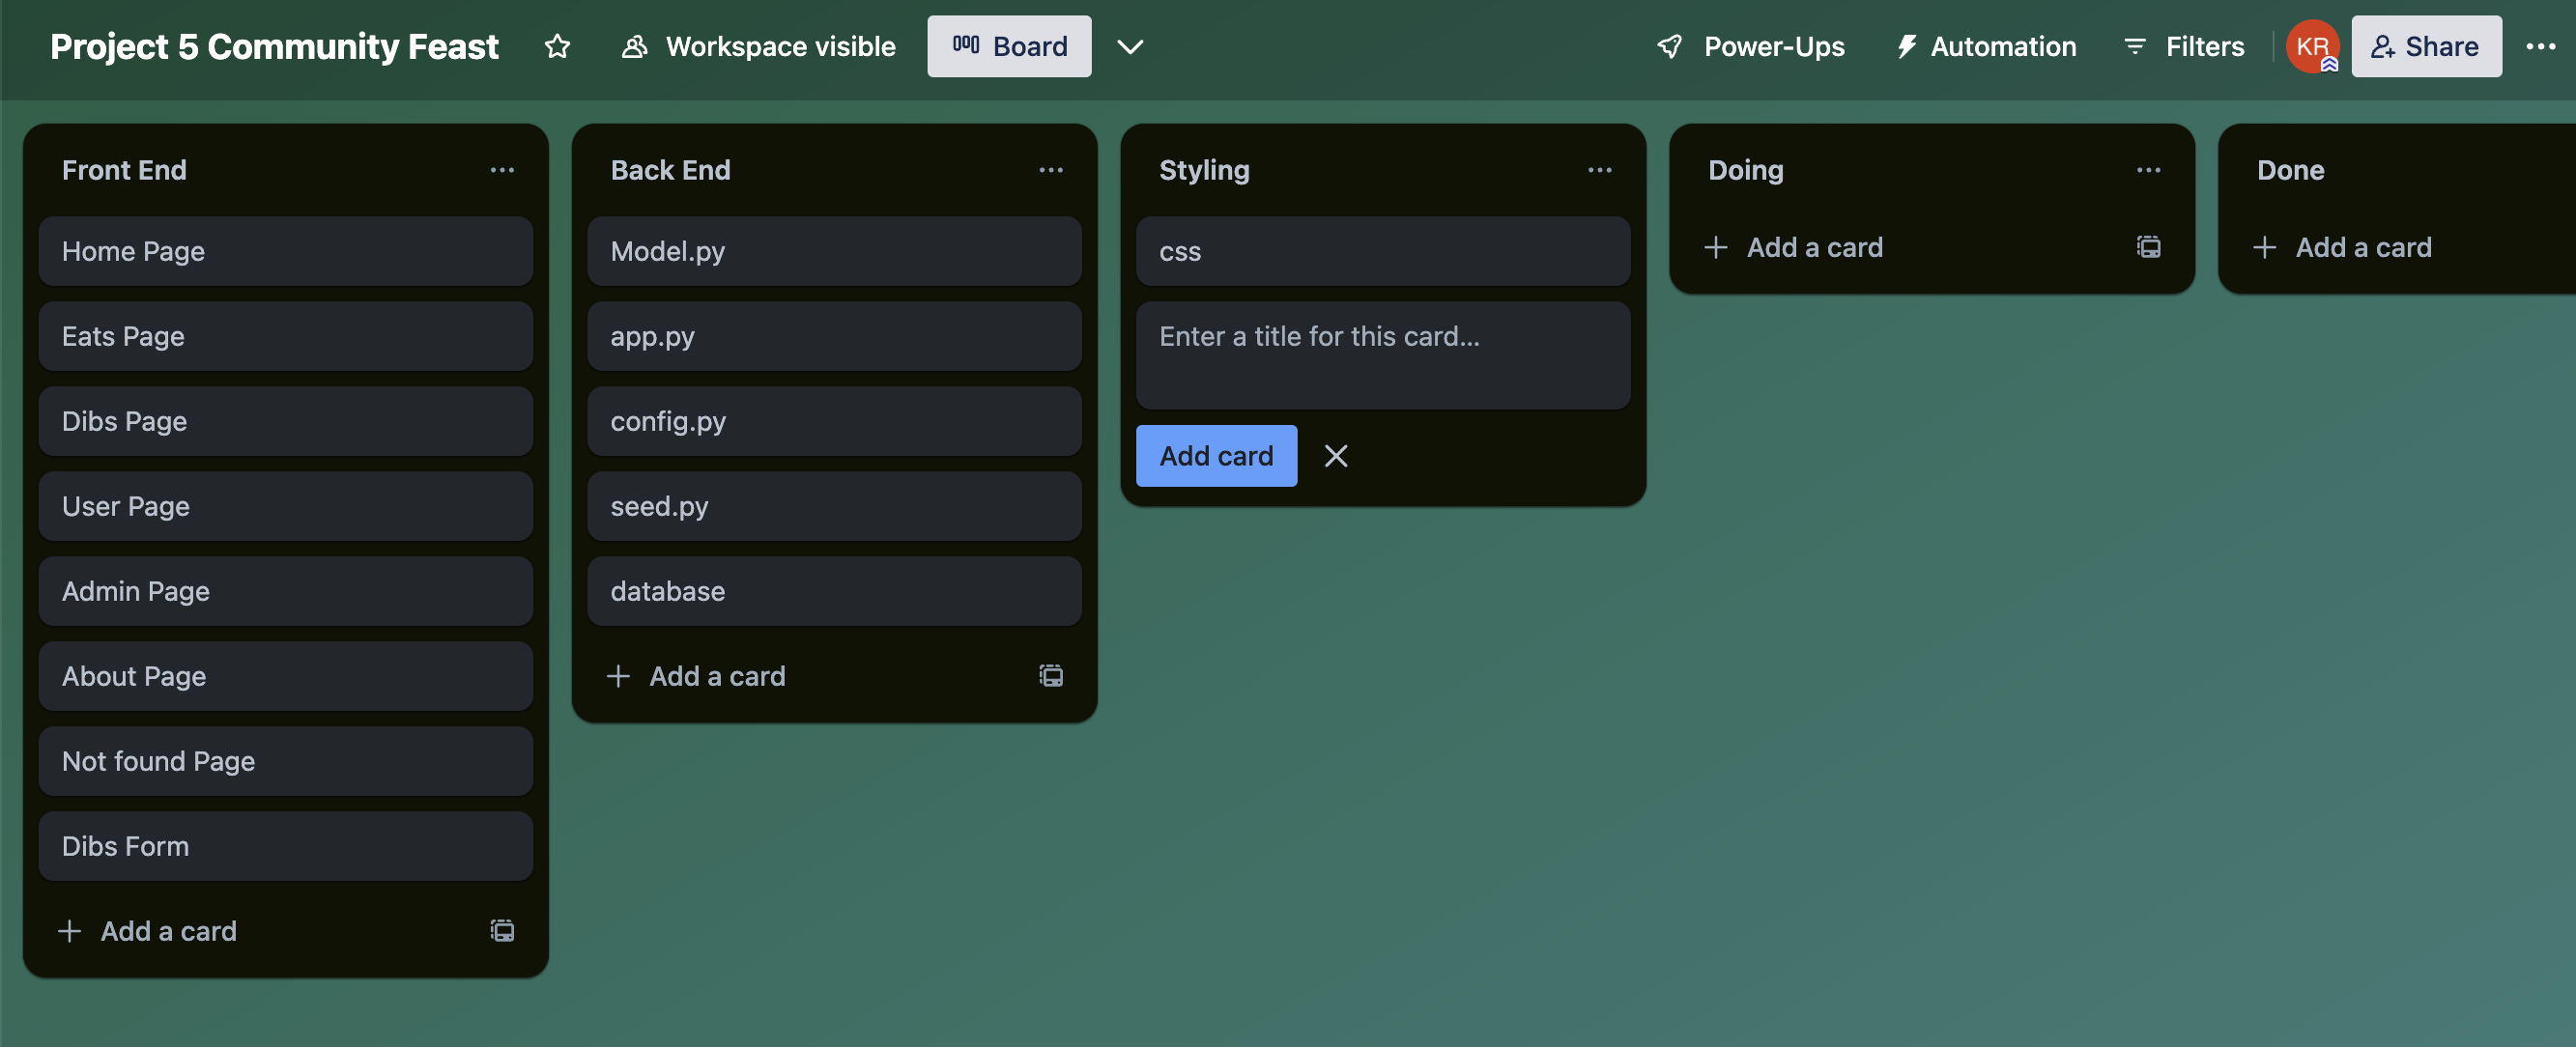 Project 5 Community Feast
Workspace visible
Board
Power-Ups
Automation
Filters
KR
Share
Front End
Home Page
Eats Page
Dibs Page
User Page
Admin Page
About Page
Not found Page
Dibs Form
Add a card
Back End
Model.py
app.py
config.py
seed.py
database
Add a card
Styling
css
Enter a title for this card...
Add card
Doing
Add a card
Done
Add a card